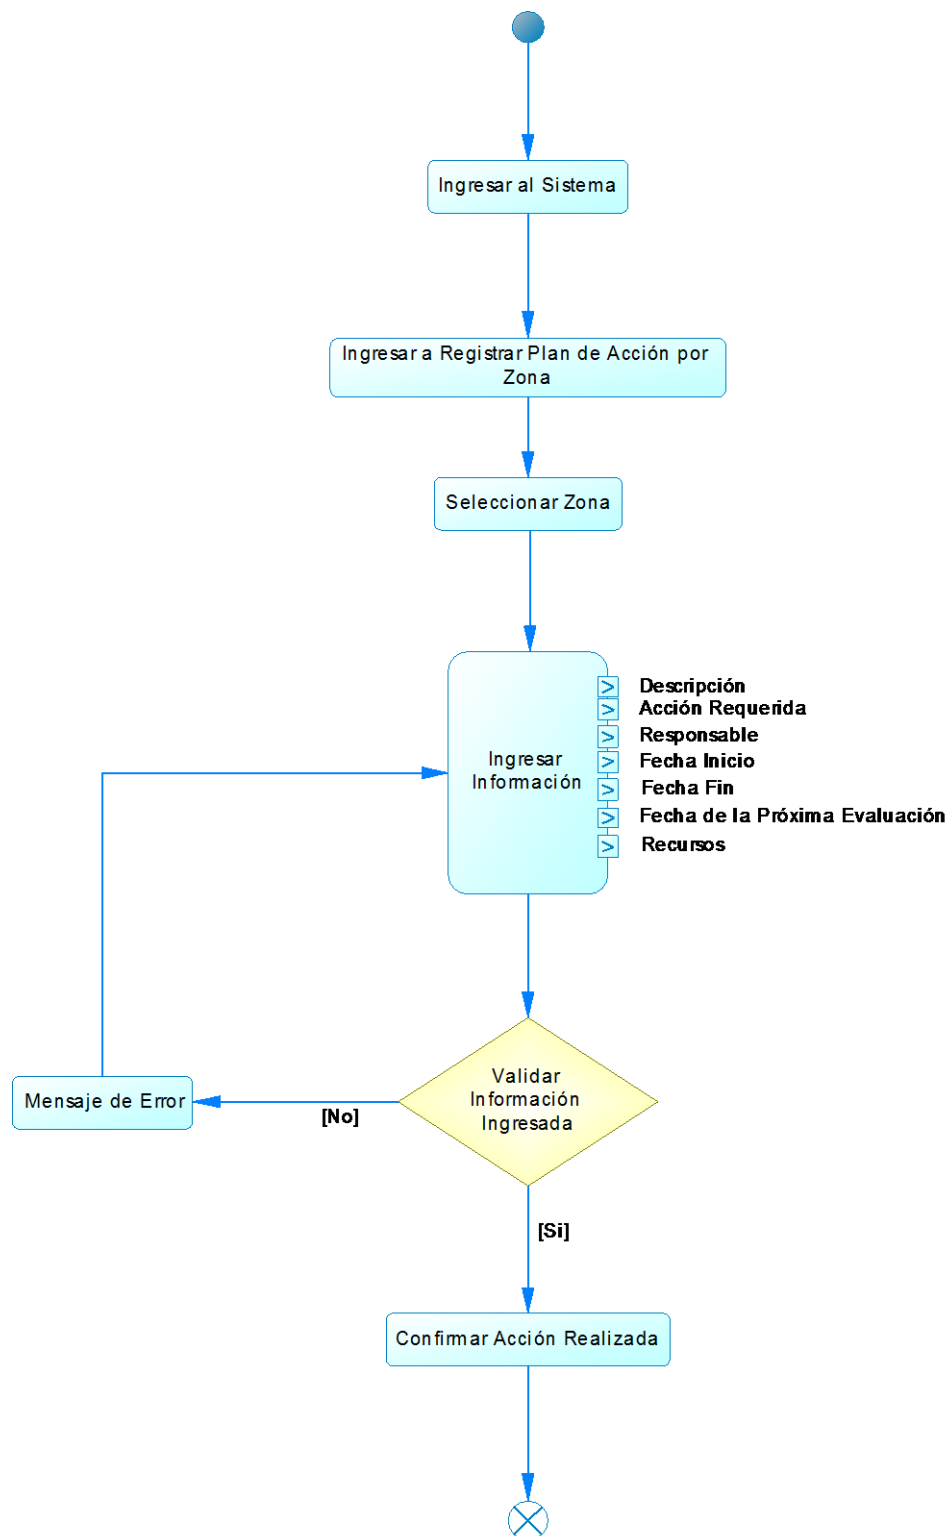 Ingresar al Sistema
Ingresar a Registrar Plan de Acción por
Zona
Seleccionar Zona
Ingresar
Información
Descripción
Acción Requerida
Responsable
Fecha Inicio
Fecha Fin
Fecha de la Próxima Evaluación
Recursos
Validar
Información
Ingresada
Mensaje de Error
[No]
[Si]
Confirmar Acción Realizada